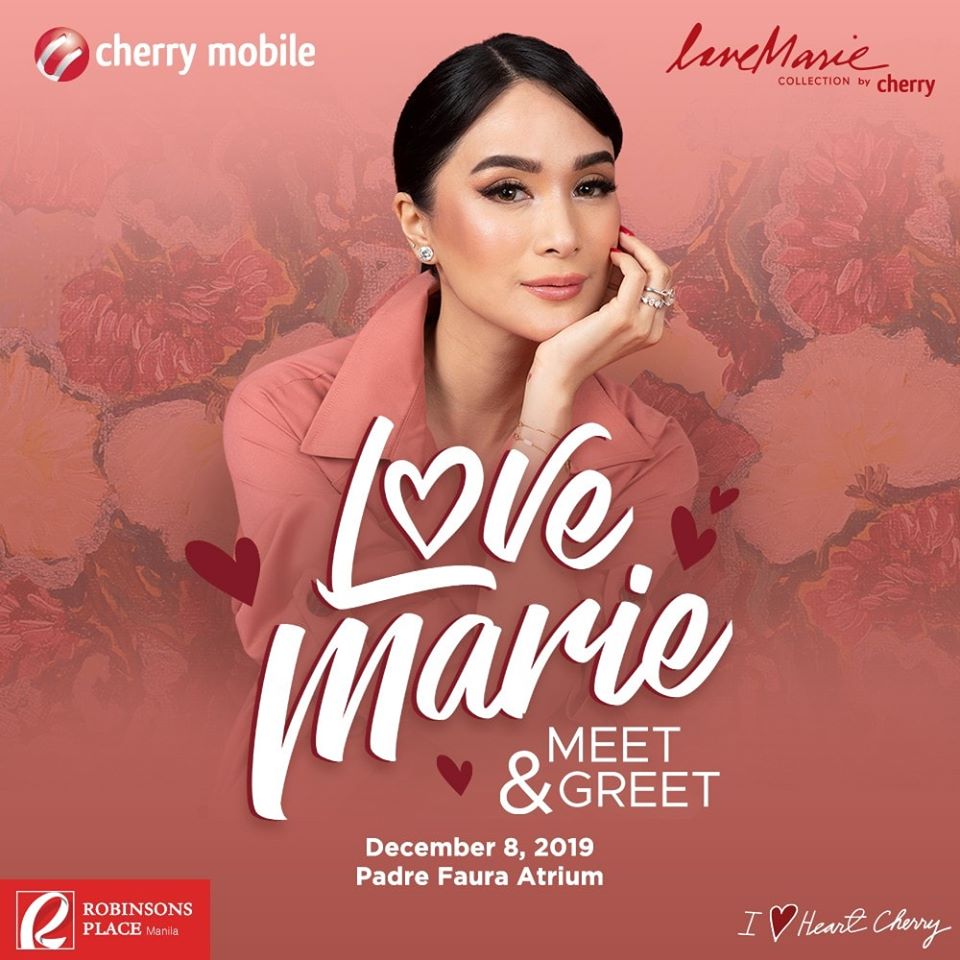 cherry mobile
LoveMarie
COLLECTION by cherry
Love
Marie
MEET
& GREET
December 8, 2019
Padre Faura Atrium
ROBINSONS
PLACE Manila
I ♥ Heart Cherry